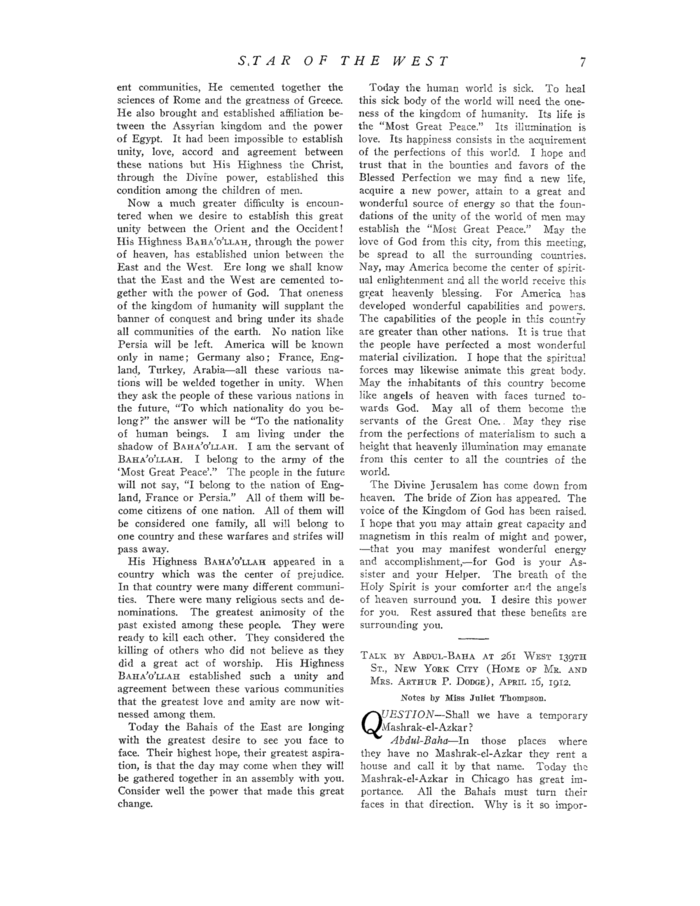 S.TAR OF THE WEST 7
ent communities, He cemented together the
sciences of Rome and the greatness of Greece.
He also brought and established affiliation be-
tween the Assyrian kingdom and the power
of Egypt. It had been impossible to establish
unity, love, accord and agreement between
these nations but His Highness the Christ,
through the Divine power, established this
condition among the children of men.
Now a much greater difficulty is encoun-
tered when we desire to establish this great
unity between the Orient and the Occident!
His Highness BAHA'O'LLAH, through the power
of heaven, has established union between the
East and the West. Ere long we shall know
that the East and the West are cemented to-
gether with the power of God. That oneness
of the kingdom of humanity will supplant the
banner of conquest and bring under its shade
all communities of the earth. No nation like
Persia will be left. America will be known
only in name; Germany also; France, Eng-
land, Turkey, Arabia—all these various na-
tions will be welded together in unity. When
they ask the people of these various nations in
the future, "To which nationality do you be-
long?" the answer will be "To the nationality
of human beings. I am living under the
shadow of BAHA'O'LLAH. I am the servant of
BAHA'O'LLAH. I belong to the army of the
'Most Great Peace'." The people in the future
will not say, "I belong to the nation of Eng-
land, France or Persia." All of them will be-
come citizens of one nation. All of them will
be considered one family, all will belong to
one country and these warfares and strifes will
pass away.
His Highness BAHA'O'LLAH appeared in a
country which was the center of prejudice.
In that country were many different communi-
ties. There were many religious sects and de-
nominations. The greatest animosity of the
past existed among these people. They were
ready to kill each other. They considered the
killing of others who did not believe as they
did a great act of worship. His Highness
BAHA'O'LLAH established such a unity and
agreement between these various communities
that the greatest love and amity are now wit-
nessed among them.
Today the Bahais of the East are longing
with the greatest desire to see you face to
face. Their highest hope, their greatest aspira-
tion, is that the day may come when they will
be gathered together in an assembly with you.
Consider well the power that made this great
change.
Today the human world is sick. To heal
this sick body of the world will need the one-
ness of the kingdom of humanity. Its life is
the "Most Great Peace." Its illumination is
love. Its happiness consists in the acquirement
of the perfections of this world. I hope and
trust that in the bounties and favors of the
Blessed Perfection we may find a new life,
acquire a new power, attain to a great and
wonderful source of energy so that the foun-
dations of the unity of the world of men may
establish the "Most Great Peace." May the
love of God from this city, from this meeting,
be spread to all the surrounding countries.
Nay, may America become the center of spirit-
ual enlightenment and all the world receive this
great heavenly blessing. For America has
developed wonderful capabilities and powers.
The capabilities of the people in this country
are greater than other nations. It is true that
the people have perfected a most wonderful
material civilization. I hope that the spiritual
forces may likewise animate this great body.
May the inhabitants of this country become
like angels of heaven with faces turned to-
wards God. May all of them become the
servants of the Great One. May they rise
from the perfections of materialism to such a
height that heavenly illumination may emanate
from this center to all the countries of the
world.
The Divine Jerusalem has come down from
heaven. The bride of Zion has appeared. The
voice of the Kingdom of God has been raised.
I hope that you may attain great capacity and
magnetism in this realm of might and power,
—that you may manifest wonderful energy
and accomplishment,—for God is your As-
sister and your Helper. The breath of the
Holy Spirit is your comforter and the angels
of heaven surround you. I desire this power
for you. Rest assured that these benefits are
surrounding you.
TALK BY ABDUL-BAHA AT 261 WEST 139TH
ST., NEW YORK CITY (HOME OF MR. AND
MRS. ARTHUR P. DODGE), APRIL 16, 1912.
Notes by Miss Juliet Thompson.
QUESTION—Shall we have a temporary
Mashrak-el-Azkar?
Abdul-Baha—In those places where
they have no Mashrak-el-Azkar they rent a
house and call it by that name. Today the
Mashrak-el-Azkar in Chicago has great im-
portance. All the Bahais must turn their
faces in that direction. Why is it so impor-